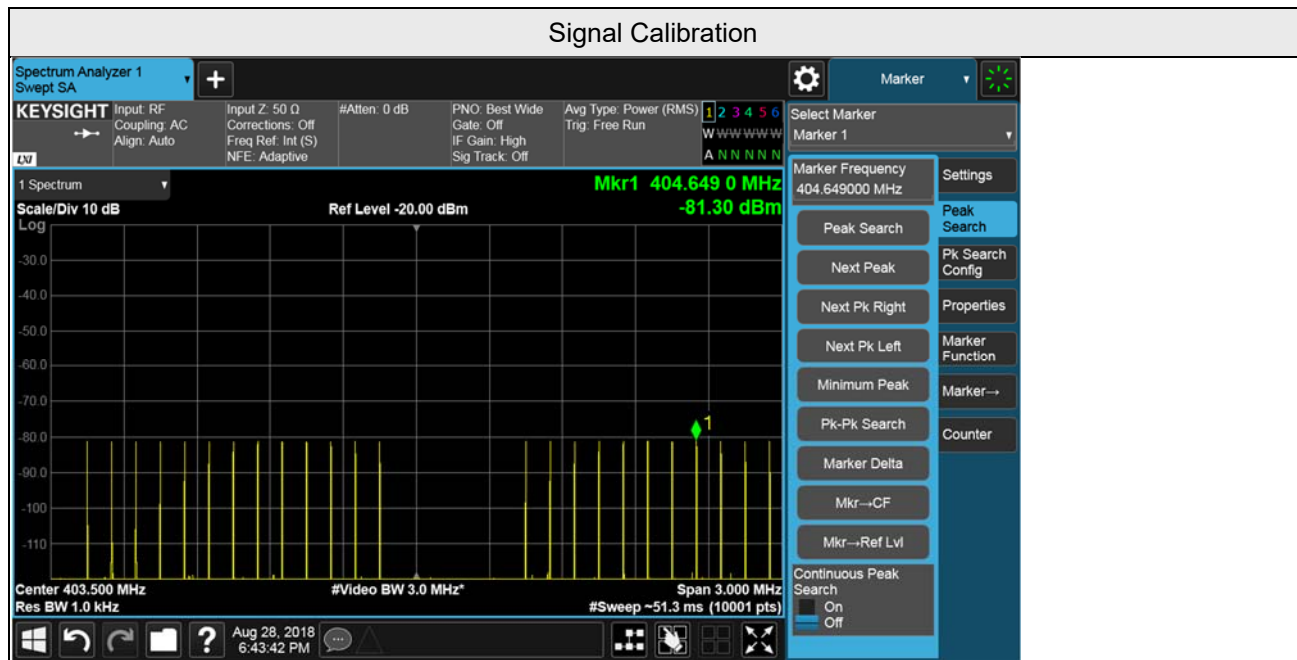 Signal Calibration
Spectrum Analyzer 1
Swept SA
+
Marker
KEYSIGHT
LXI
Input: RF
Coupling: AC
Align: Auto
Input Z: 50 Ω
Corrections: Off
Freq Ref: Int (S)
NFE: Adaptive
#Atten: 0 dB
PNO: Best Wide
Gate: Off
IF Gain: High
Sig Track: Off
Avg Type: Power (RMS)
Trig: Free Run
1 2 3 4 5 6
W W W W W W
A N N N N N
Select Marker
Marker 1
1 Spectrum
Mkr1 404.649 0 MHz
-81.30 dBm
Scale/Div 10 dB
Ref Level -20.00 dBm
Log
-30.0
-40.0
-50.0
-60.0
-70.0
-80.0
-90.0
-100
-110
1
Center 403.500 MHz
#Video BW 3.0 MHz*
Span 3.000 MHz
Res BW 1.0 kHz
#Sweep ~51.3 ms (10001 pts)
Marker Frequency
404.649000 MHz
Peak Search
Next Peak
Next Pk Right
Next Pk Left
Minimum Peak
Pk-Pk Search
Marker Delta
Mkr→CF
Mkr→Ref Lvl
Continuous Peak
Search
On
Off
Settings
Peak
Search
Pk Search
Config
Properties
Marker
Function
Marker→
Counter
?
Aug 28, 2018
6:43:42 PM